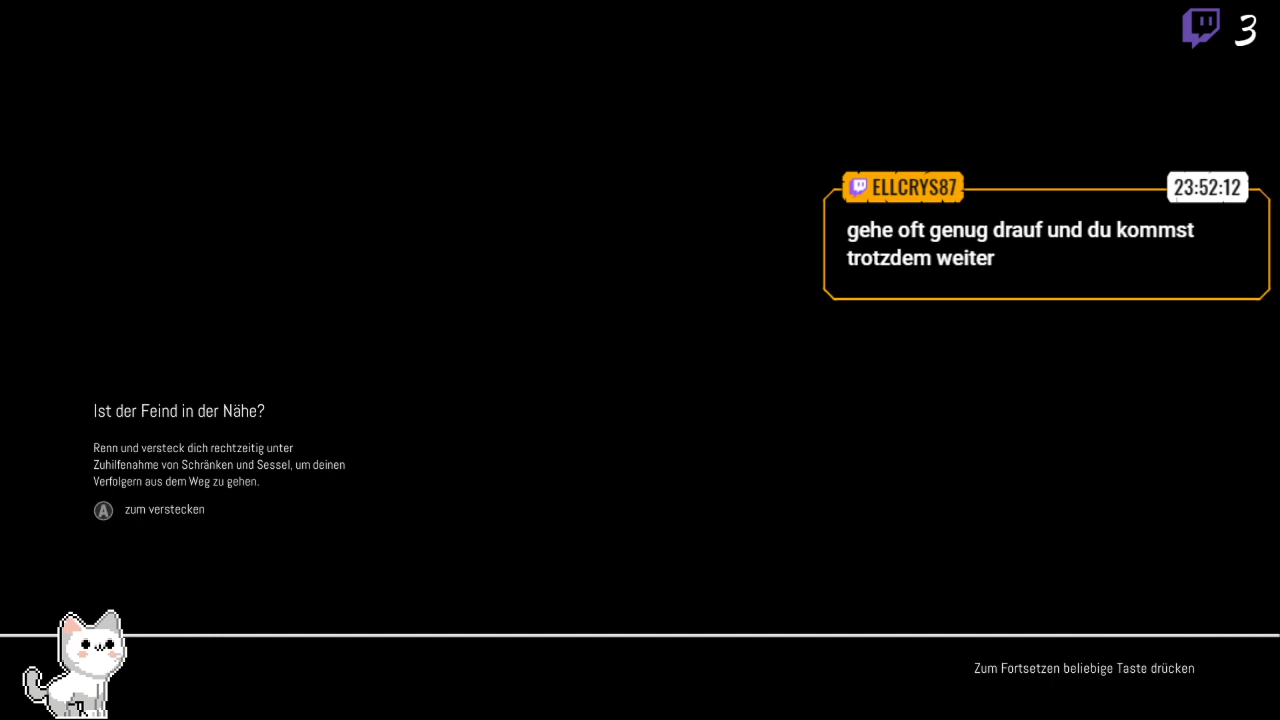 3
ELLCRYS87
23:52:12
gehe oft genug drauf und du kommst
trotzdem weiter
Ist der Feind in der Nähe?
Renn und versteck dich rechtzeitig unter
Zuhilfenahme von Schränken und Sessel, um deinen
Verfolgern aus dem Weg zu gehen.
A zum verstecken
Zum Fortsetzen beliebige Taste drücken